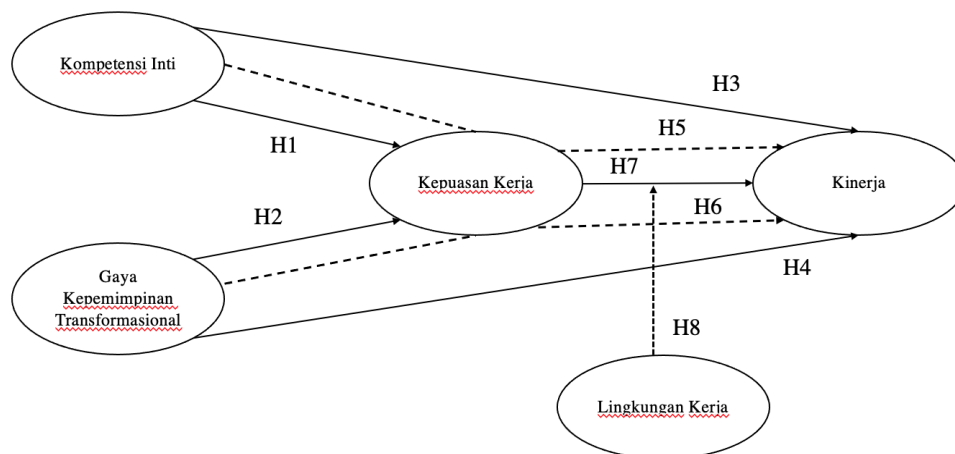 Kompetensi Inti
H3
H1
H5
H7
Kepuasan Kerja
Kinerja
H2
H6
Gaya
Kepemimpinan
Transformasional
H4
H8
Lingkungan Kerja